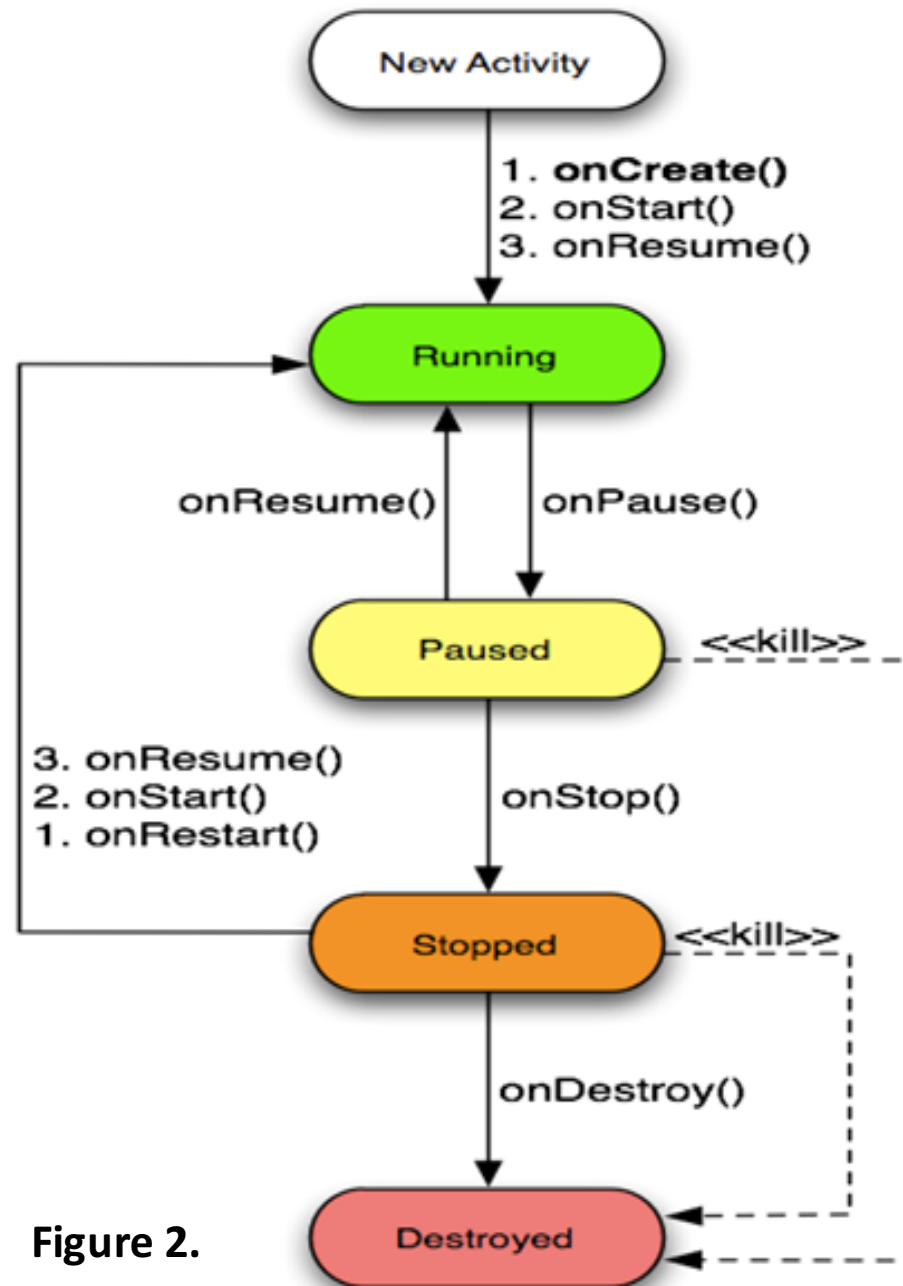 New Activity
1. onCreate()
2. onStart()
3. onResume()
Running
onResume()
onPause()
Paused
<<kill>>
3. onResume()
2. onStart()
1. onRestart()
onStop()
Stopped
<<kill>>
onDestroy()
Destroyed
Figure 2.